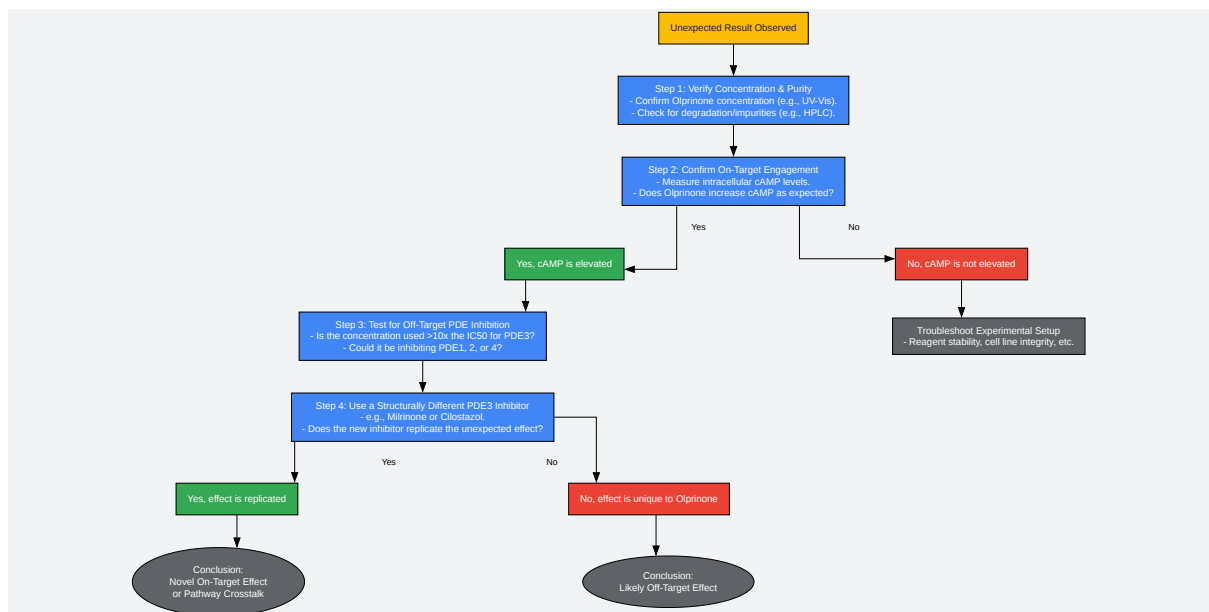 Unexpected Result Observed
Step 1: Verify Concentration & Purity
- Confirm Olprinone concentration (e.g., UV-Vis).
- Check for degradation/impurities (e.g., HPLC).
Step 2: Confirm On-Target Engagement
- Measure intracellular cAMP levels.
- Does Olprinone increase cAMP as expected?
Yes
No
Yes, cAMP is elevated
No, cAMP is not elevated
Step 3: Test for Off-Target PDE Inhibition
- Is the concentration used >10x the IC50 for PDE3?
- Could it be inhibiting PDE1, 2, or 4?
Troubleshoot Experimental Setup
- Reagent stability, cell line integrity, etc.
Step 4: Use a Structurally Different PDE3 Inhibitor
- e.g., Milrinone or Cilostazol.
- Does the new inhibitor replicate the unexpected effect?
Yes
No
Yes, effect is replicated
No, effect is unique to Olprinone
Conclusion:
Novel On-Target Effect
or Pathway Crosstalk
Conclusion:
Likely Off-Target Effect